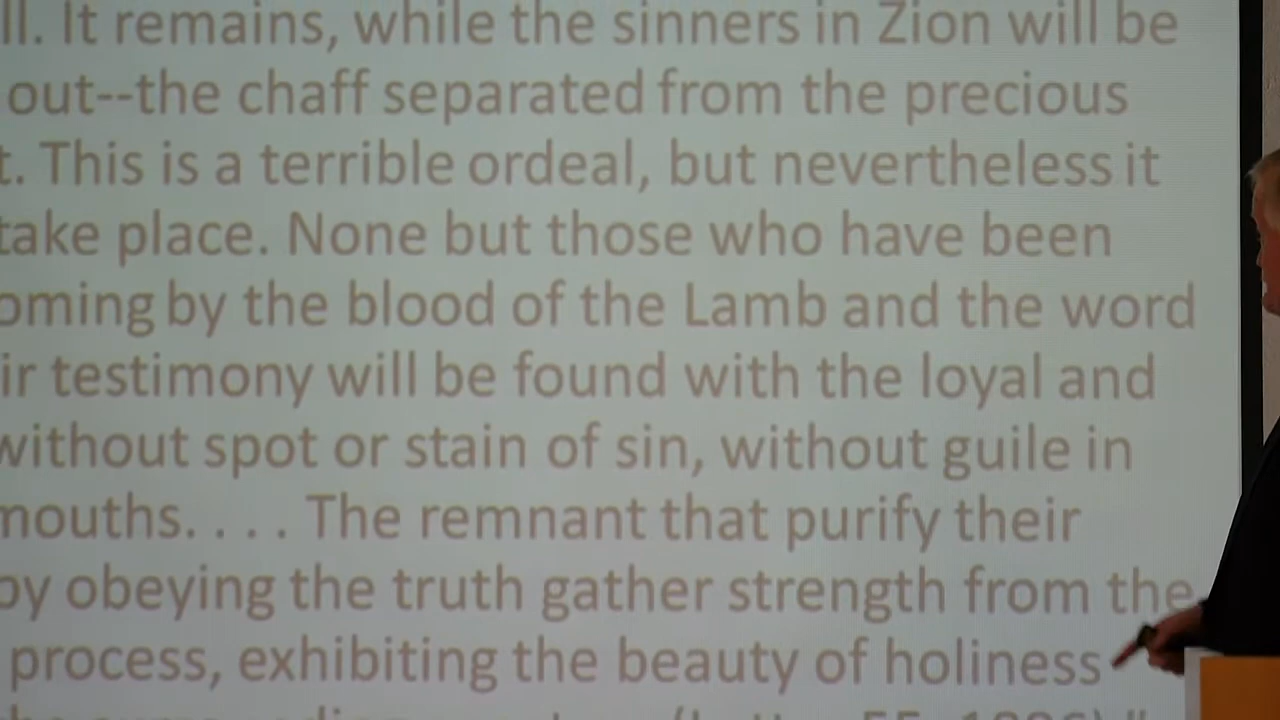 ll. It remains, while the sinners in Zion will be
out--the chaff separated from the precious
t. This is a terrible ordeal, but nevertheless it
take place. None but those who have been
oming by the blood of the Lamb and the word
ir testimony will be found with the loyal and
without spot or stain of sin, without guile in
mouths. . . . The remnant that purify their
by obeying the truth gather strength from the
process, exhibiting the beauty of holiness